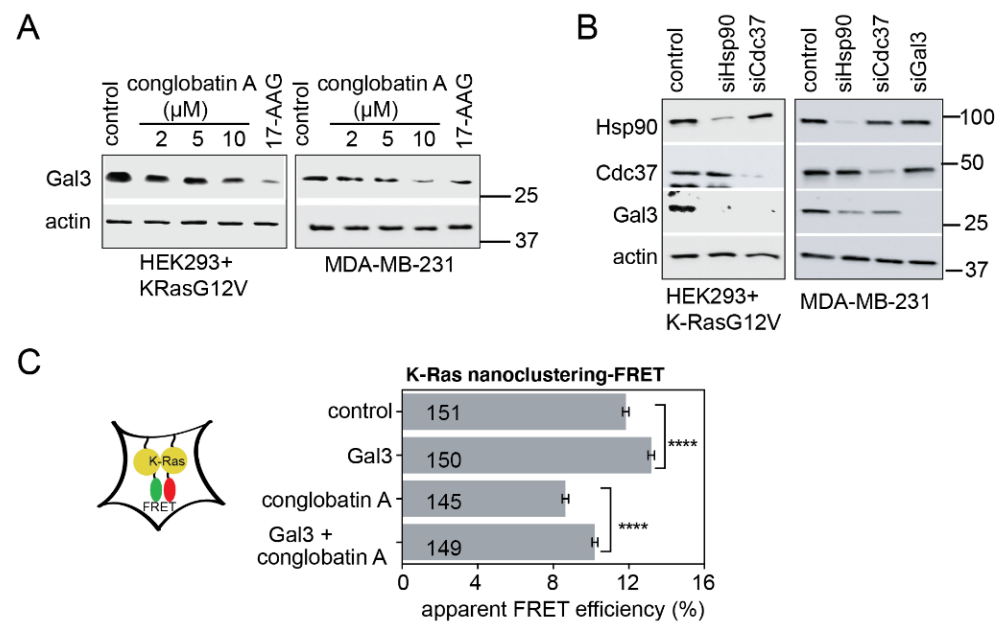 A
control
conglobatin A
(µM)
2 5 10
17-AAG
control
conglobatin A
(µM)
2 5 10
17-AAG
Gal3
25
actin
37
HEK293+
KRasG12V
MDA-MB-231
B
control
siHsp90
siCdc37
control
siHsp90
siCdc37
siGal3
Hsp90
100
Cdc37
50
Gal3
25
actin
37
HEK293+
K-RasG12V
MDA-MB-231
C
K-Ras
FRET
K-Ras nanoclustering-FRET
control
151
Gal3
150
****
conglobatin A
145
Gal3 +
conglobatin A
149
****
0 4 8 12 16
apparent FRET efficiency (%)